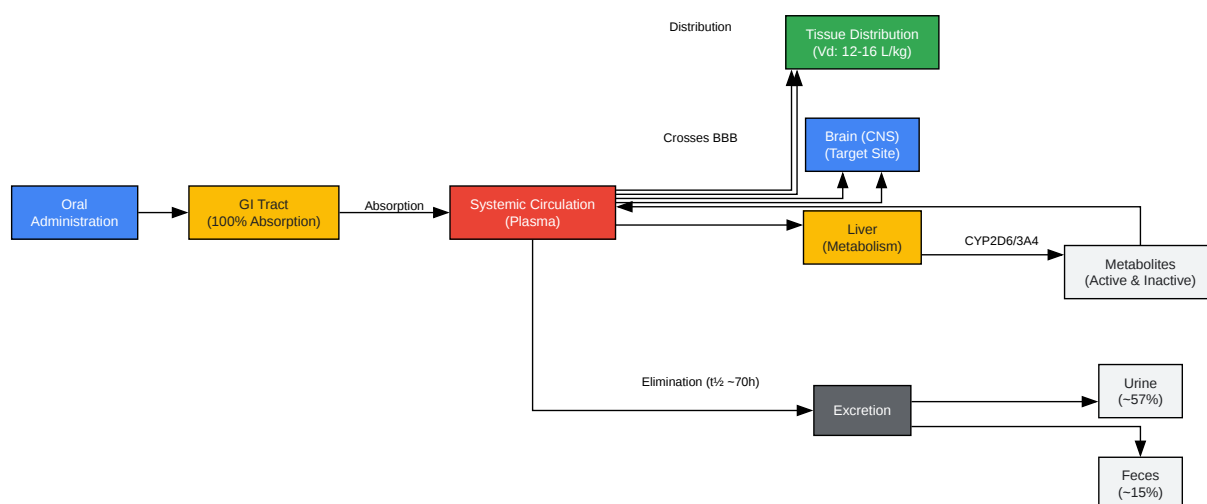 Distribution
Tissue Distribution
(Vd: 12-16 L/kg)
Crosses BBB
Brain (CNS)
(Target Site)
Oral
Administration
GI Tract
(100% Absorption)
Absorption
Systemic Circulation
(Plasma)
Liver
(Metabolism)
CYP2D6/3A4
Metabolites
(Active & Inactive)
Elimination (t½ ~70h)
Excretion
Urine
(~57%)
Feces
(~15%)